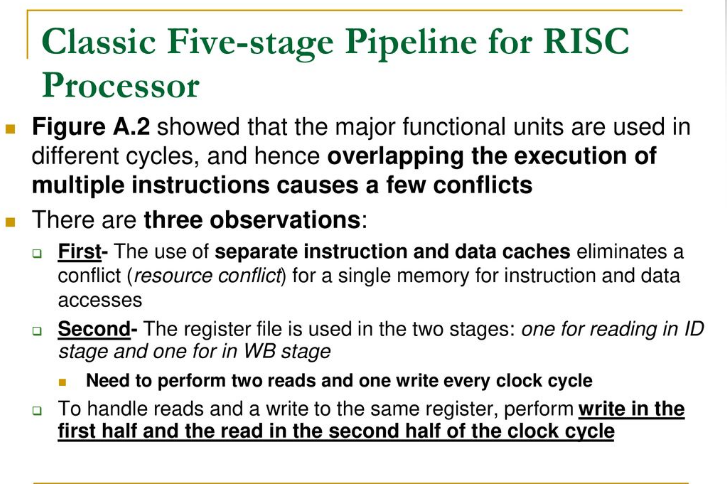 Classic Five-stage Pipeline for RISC
Processor
Figure A.2 showed that the major functional units are used in
different cycles, and hence overlapping the execution of
multiple instructions causes a few conflicts
There are three observations:
First- The use of separate instruction and data caches eliminates a
conflict (resource conflict) for a single memory for instruction and data
accesses
Second- The register file is used in the two stages: one for reading in ID
stage and one for in WB stage
Need to perform two reads and one write every clock cycle
To handle reads and a write to the same register, perform write in the
first half and the read in the second half of the clock cycle